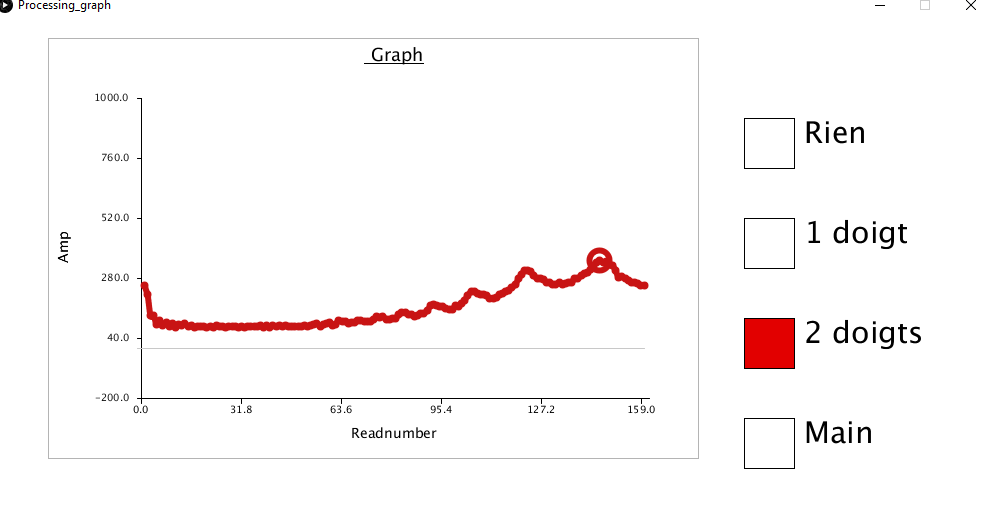 Processing_graph
Graph
1000.0
760.0
520.0
280.0
40.0
−200.0
Amp
0.0 31.8 63.6 95.4 127.2 159.0
Readnumber
Rien
1 doigt
2 doigts
Main